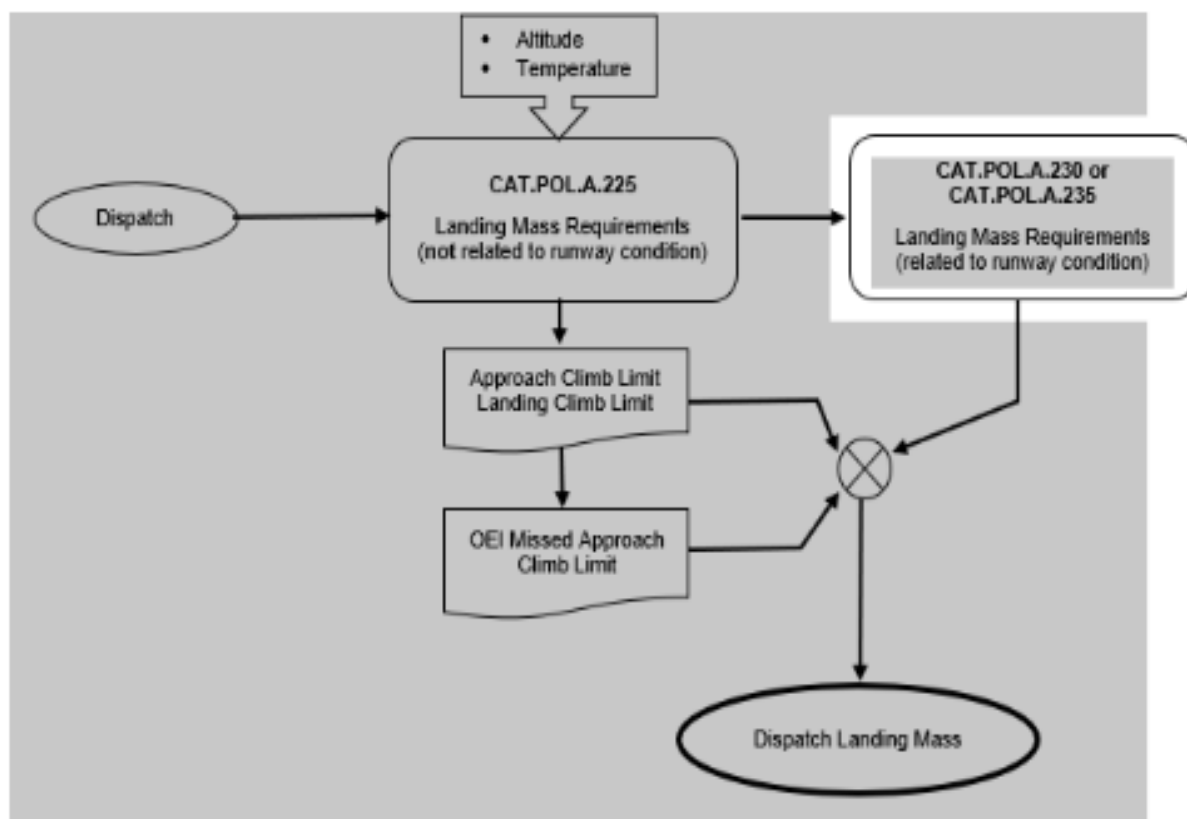 • Altitude
• Temperature
CAT.POL.A.225
Landing Mass Requirements
(not related to runway condition)
CAT.POL.A.230 or
CAT.POL.A.235
Landing Mass Requirements
(related to runway condition)
Dispatch
Approach Climb Limit
Landing Climb Limit
OEI Missed Approach
Climb Limit
Dispatch Landing Mass